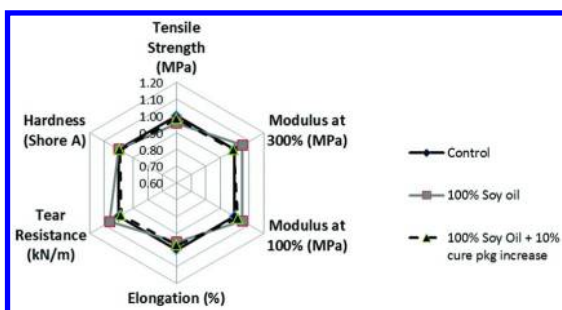 Tensile
Strength
(MPa)
1.20
1.10
1.00
0.90
0.80
0.70
0.60
Hardness
(Shore A)
Modulus at
300% (MPa)
Tear
Resistance
(kN/m)
Modulus at
100% (MPa)
Elongation (%)
Control
100% Soy oil
100% Soy Oil + 10%
cure pkg increase